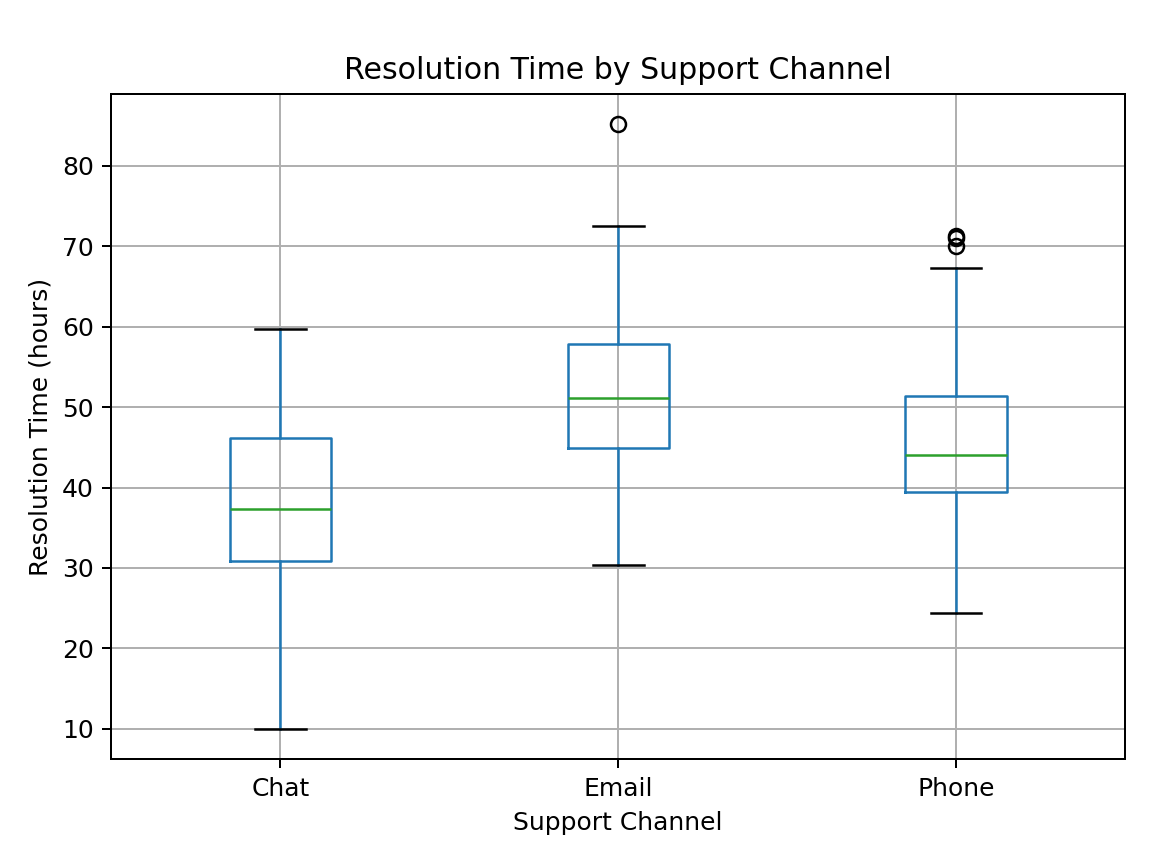 Resolution Time by Support Channel
Resolution Time (hours)
80
70
60
50
40
30
20
10
Chat
Email
Phone
Support Channel